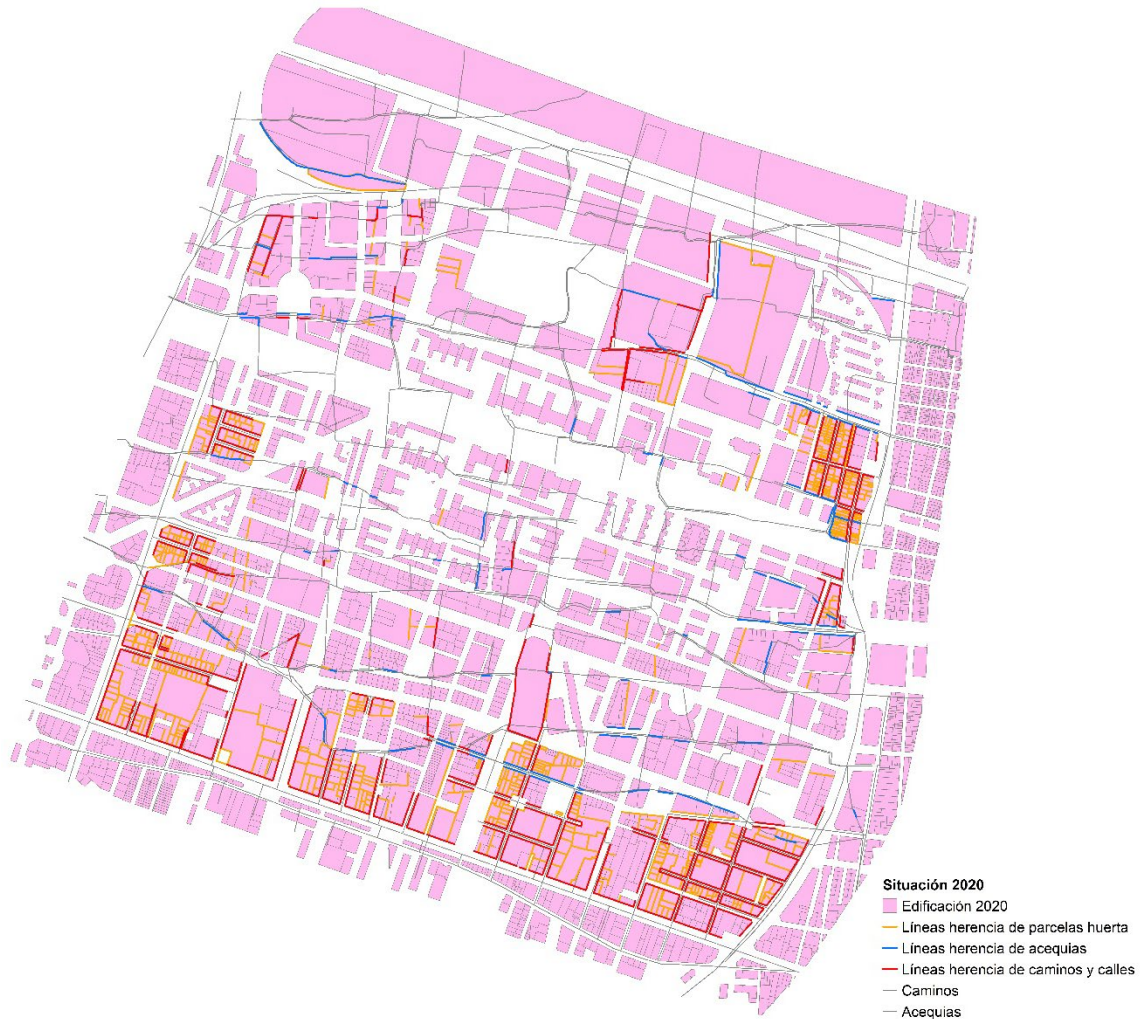 Situación 2020
Edificación 2020
Líneas herencia de parcelas huerta
Líneas herencia de acequias
Líneas herencia de caminos y calles
Caminos
Acequias